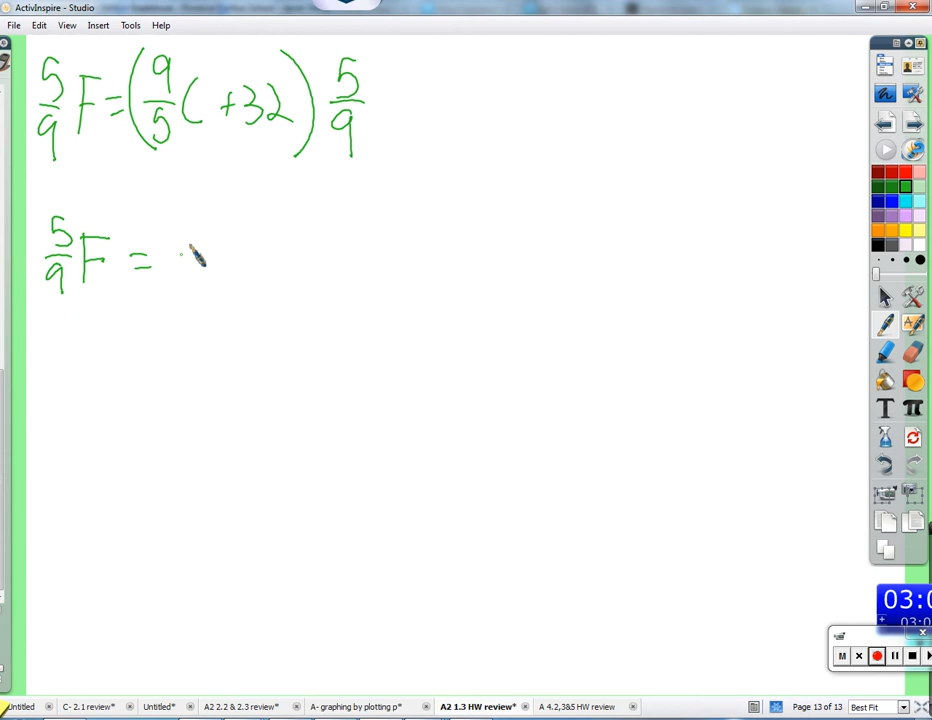 ActivInspire - Studio
File Edit View Insert Tools Help
5/9 F = (9/5 C + 32) 5/9
5/9 F =
03:0
03:0
M
Untitled C- 2.1 review* Untitled* A2 2.2 & 2.3 review* A- graphing by plotting p* A2 1.3 HW review* A 4.2,3&5 HW review Page 13 of 13 Best Fit